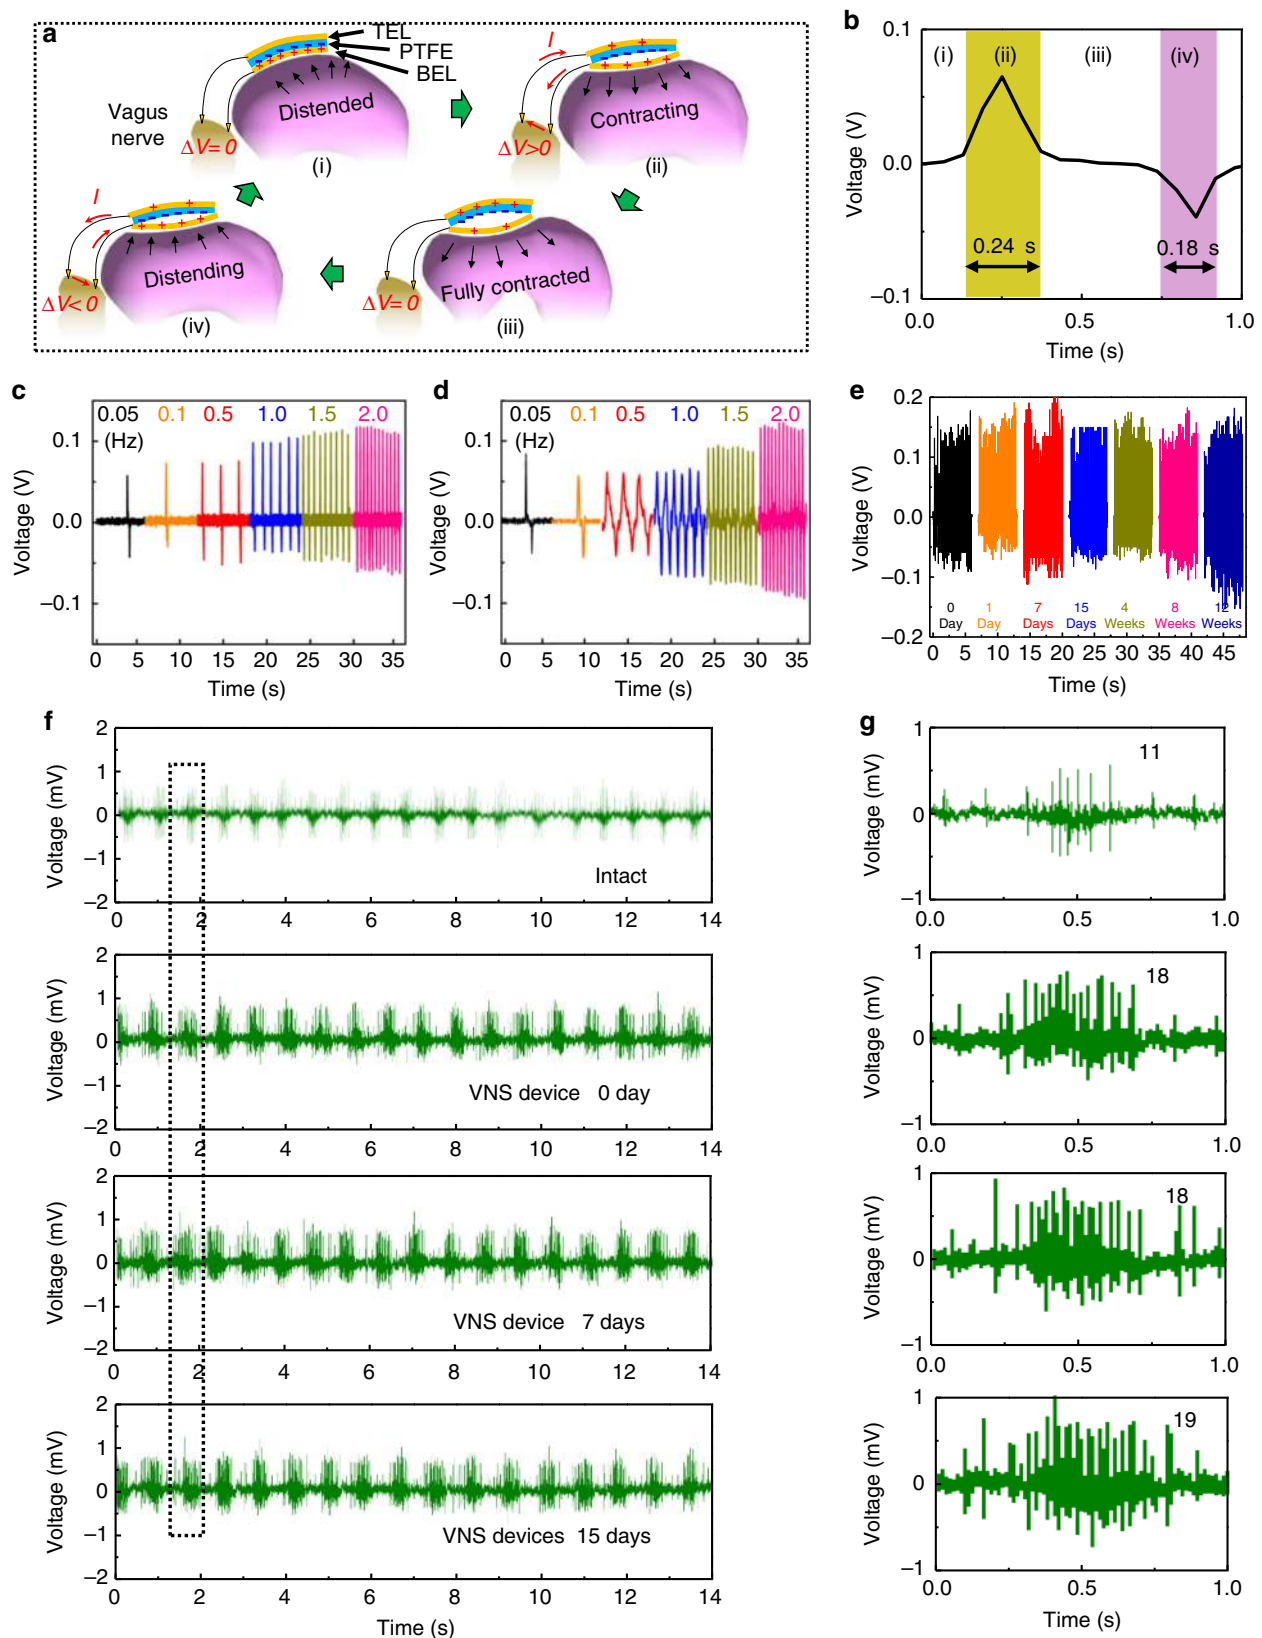 a
TEL
PTFE
BEL
Vagus
nerve
Distended
ΔV= 0
(i)
I
Contracting
ΔV>0
(ii)
I
Distending
ΔV< 0
(iv)
Fully contracted
ΔV= 0
(iii)
b
0.1
(i) (ii) (iii) (iv)
Voltage (V)
0.0
0.24 s
0.18 s
−0.1
0.0 0.5 1.0
Time (s)
c
0.05 0.1 0.5 1.0 1.5 2.0
(Hz)
0.1
0.0
−0.1
Voltage (V)
0 5 10 15 20 25 30 35
Time (s)
d
0.05 0.1 0.5 1.0 1.5 2.0
(Hz)
0.1
0.0
−0.1
Voltage (V)
0 5 10 15 20 25 30 35
Time (s)
e
0.2
0.1
0.0
−0.1
−0.2
Voltage (V)
0 1 7 15 4 8 12
Day Day Days Days Weeks Weeks Weeks
0 5 10 15 20 25 30 35 40 45
Time (s)
f
2
1
0
−1
−2
Voltage (mV)
Intact
0 2 4 6 8 10 12 14
2
1
0
−1
−2
Voltage (mV)
VNS device 0 day
0 2 4 6 8 10 12 14
2
1
0
−1
−2
Voltage (mV)
VNS device 7 days
0 2 4 6 8 10 12 14
2
1
0
−1
−2
Voltage (mV)
VNS devices 15 days
0 2 4 6 8 10 12 14
Time (s)
g
1
0
−1
Voltage (mV)
11
0.0 0.5 1.0
1
0
−1
Voltage (mV)
18
0.0 0.5 1.0
1
0
−1
Voltage (mV)
18
0.0 0.5 1.0
1
0
−1
Voltage (mV)
19
0.0 0.5 1.0
Time (s)